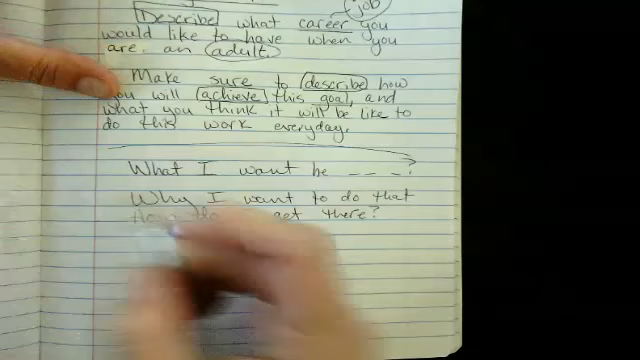 job
Describe what career you
would like to have when you
are. an adult.
Make sure to describe how
you will achieve this goal, and
what you think it will be like to
do this work everyday.
What I want be _ _ _ ?
Why I want to do that
How do get there?